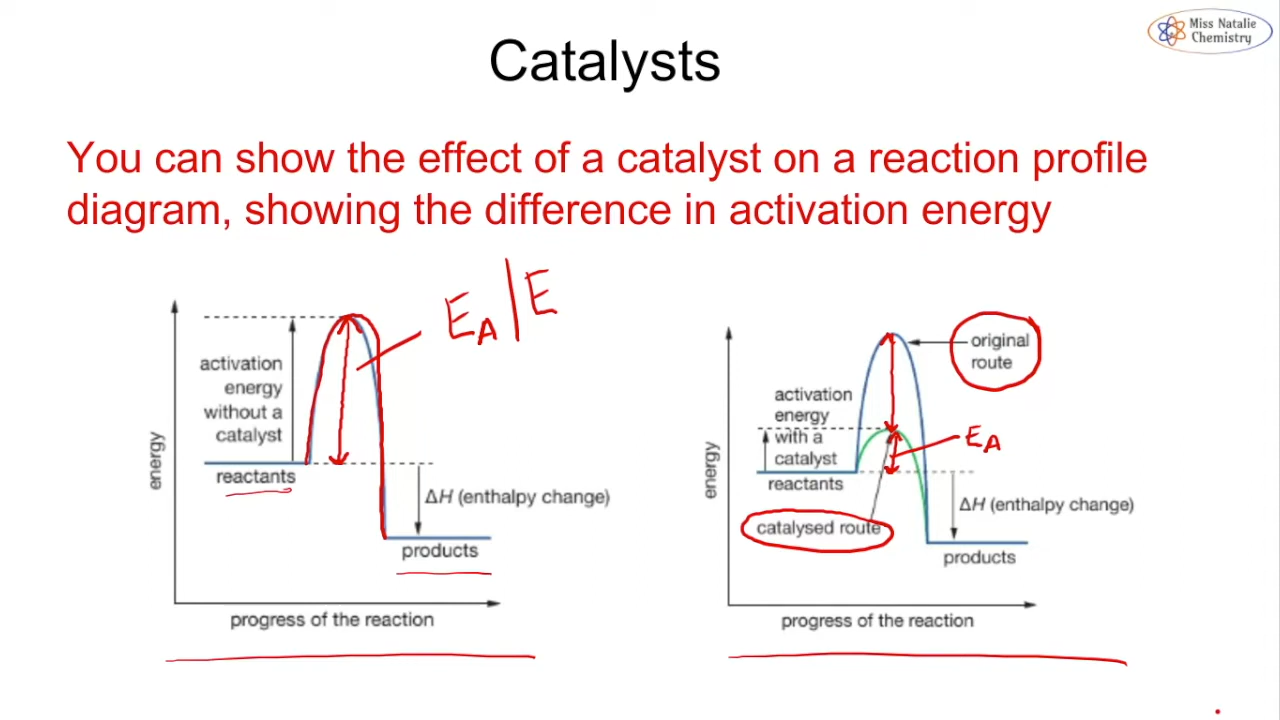 Miss Natalie
Chemistry
Catalysts
You can show the effect of a catalyst on a reaction profile
diagram, showing the difference in activation energy
EA/E
activation
energy
without a
catalyst
energy
reactants
ΔH (enthalpy change)
products
progress of the reaction
original
route
activation
energy
with a
catalyst
EA
energy
reactants
ΔH (enthalpy change)
catalysed route
products
progress of the reaction